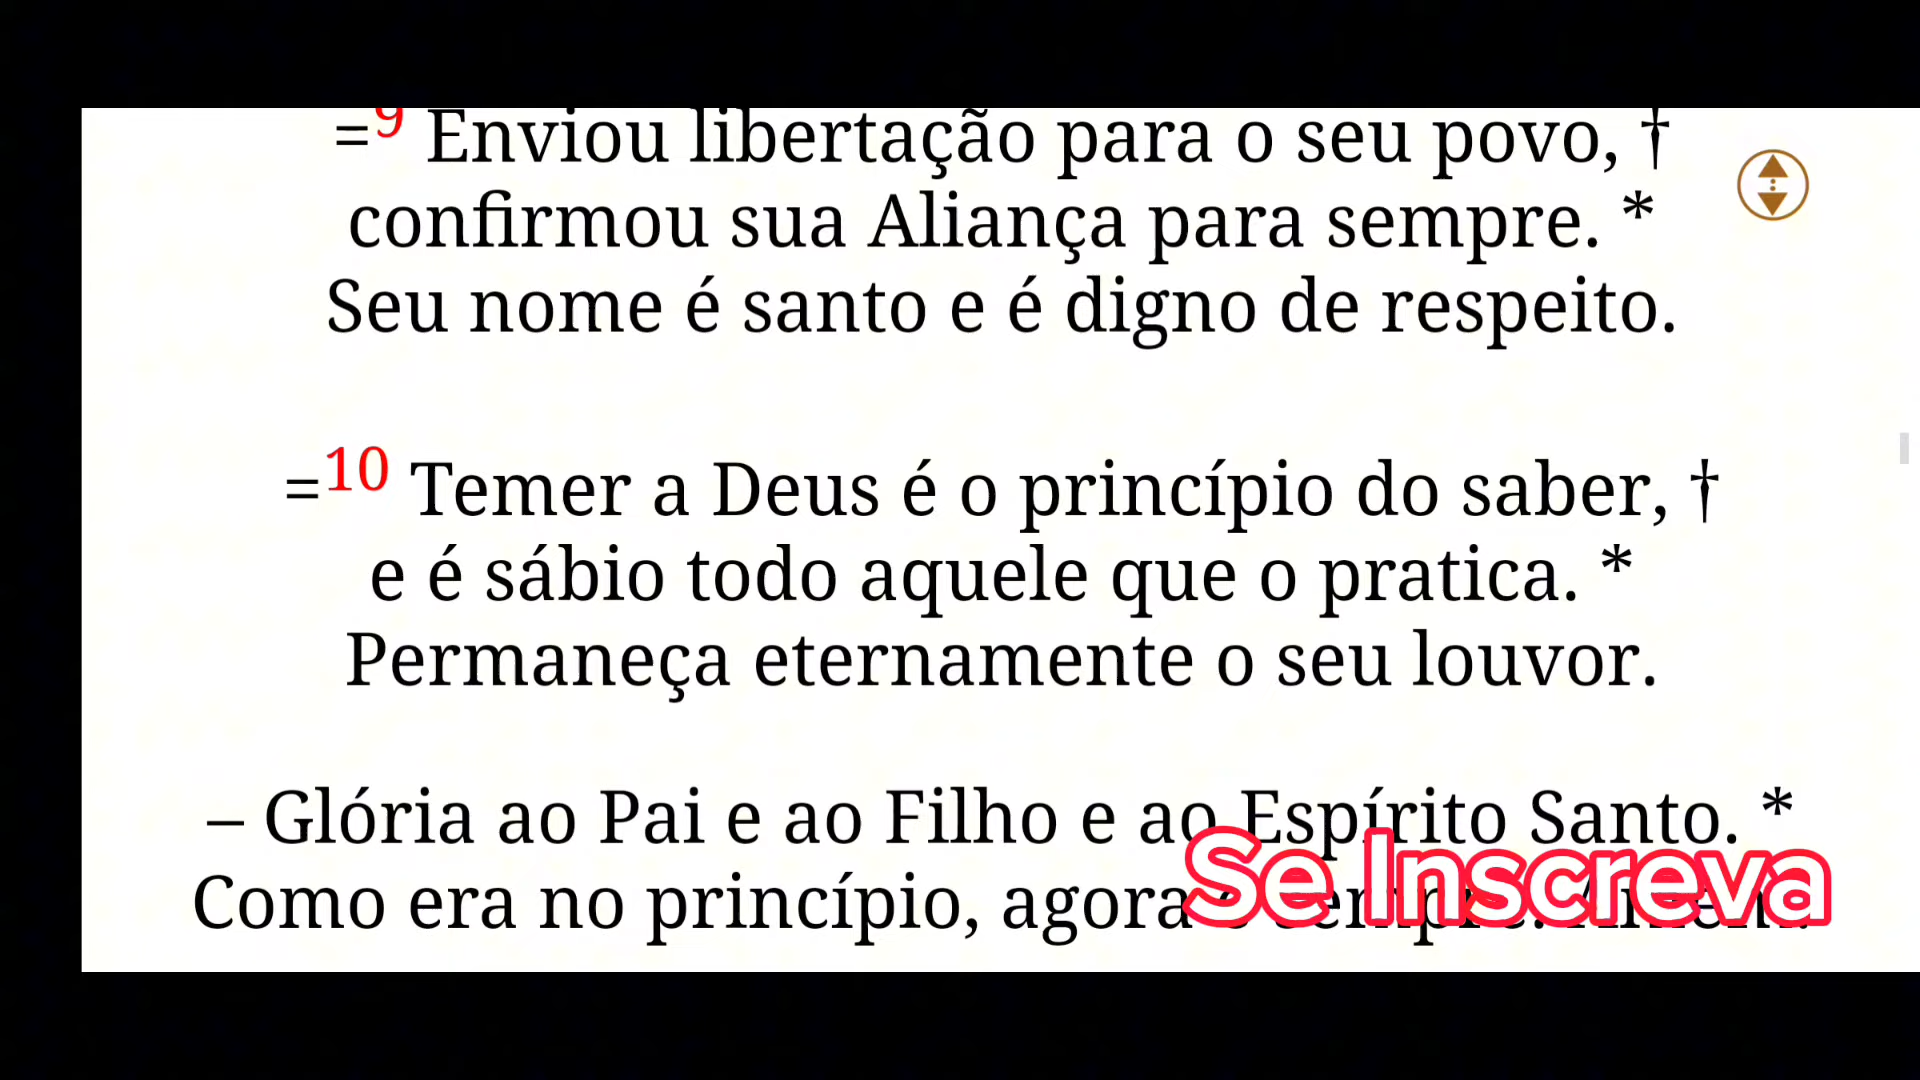 =9 Enviou libertação para o seu povo, †
confirmou sua Aliança para sempre. *
Seu nome é santo e é digno de respeito.
=10 Temer a Deus é o princípio do saber, †
e é sábio todo aquele que o pratica. *
Permaneça eternamente o seu louvor.
– Glória ao Pai e ao Filho e ao Espírito Santo. *
Como era no princípio, agora e sempre. Amém.
Se Inscreva